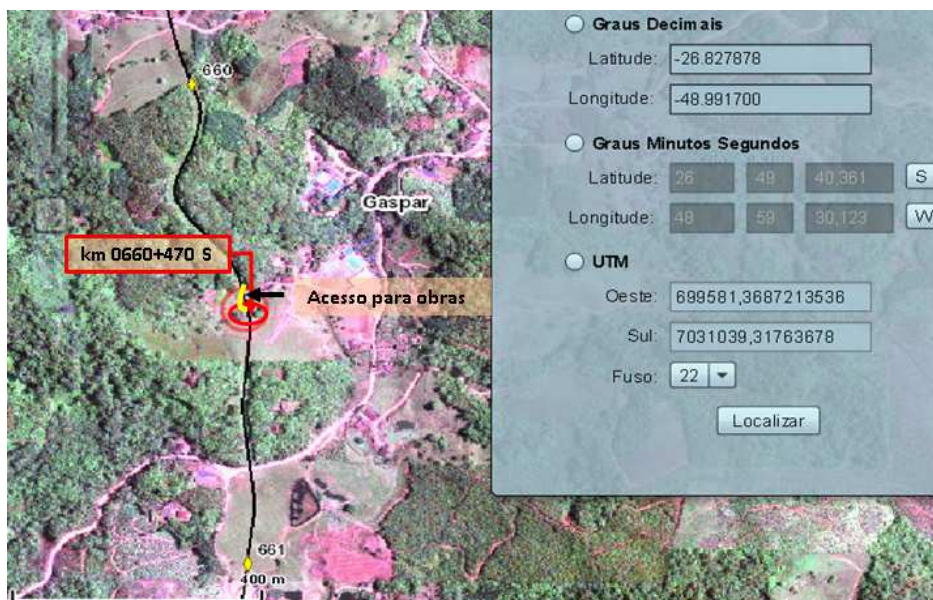 660
Gaspar
km 0660+470 S
Acesso para obras
661
400 m
Graus Decimais
Latitude: -26.827878
Longitude: -48.991700
Graus Minutos Segundos
Latitude: 26 49 40,361 S
Longitude: 48 59 30,123 W
UTM
Oeste: 699581,3687213536
Sul: 7031039,31763678
Fuso: 22
Localizar